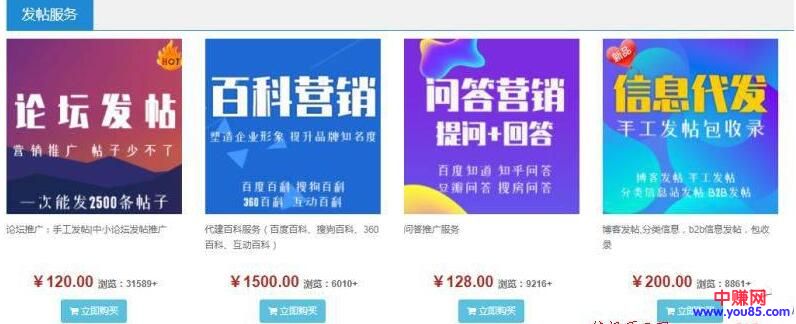 发帖服务
HOT
论坛发帖
营销推广 帖子少不了
一次能发2500条帖子
论坛推广:手工发帖|中小论坛发帖推广
¥120.00 浏览:31589+
立即购买
百科营销
塑造企业形象 提升品牌知名度
百度百科 搜狗百科
360百科 互动百科
代建百科服务(百度百科、搜狗百科、360
百科、互动百科)
¥1500.00 浏览:6010+
立即购买
问答营销
提问+回答
百度知道 知乎问答
豆瓣问答 搜房问答
问答推广服务
¥128.00 浏览:9216+
立即购买
新品
信息代发
手工发帖包收录
博客发帖 手工发帖
分类信息站发帖 B2B发帖
博客发帖,分类信息,b2b信息发帖,包收
录
¥200.00 浏览:8861+
立即购买
中赚网
www.you85.com